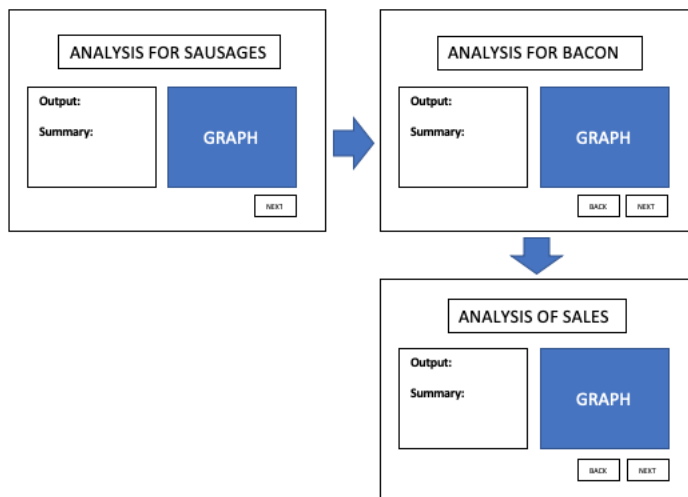 ANALYSIS FOR SAUSAGES
Output:
Summary:
GRAPH
NEXT
ANALYSIS FOR BACON
Output:
Summary:
GRAPH
BACK
NEXT
ANALYSIS OF SALES
Output:
Summary:
GRAPH
BACK
NEXT